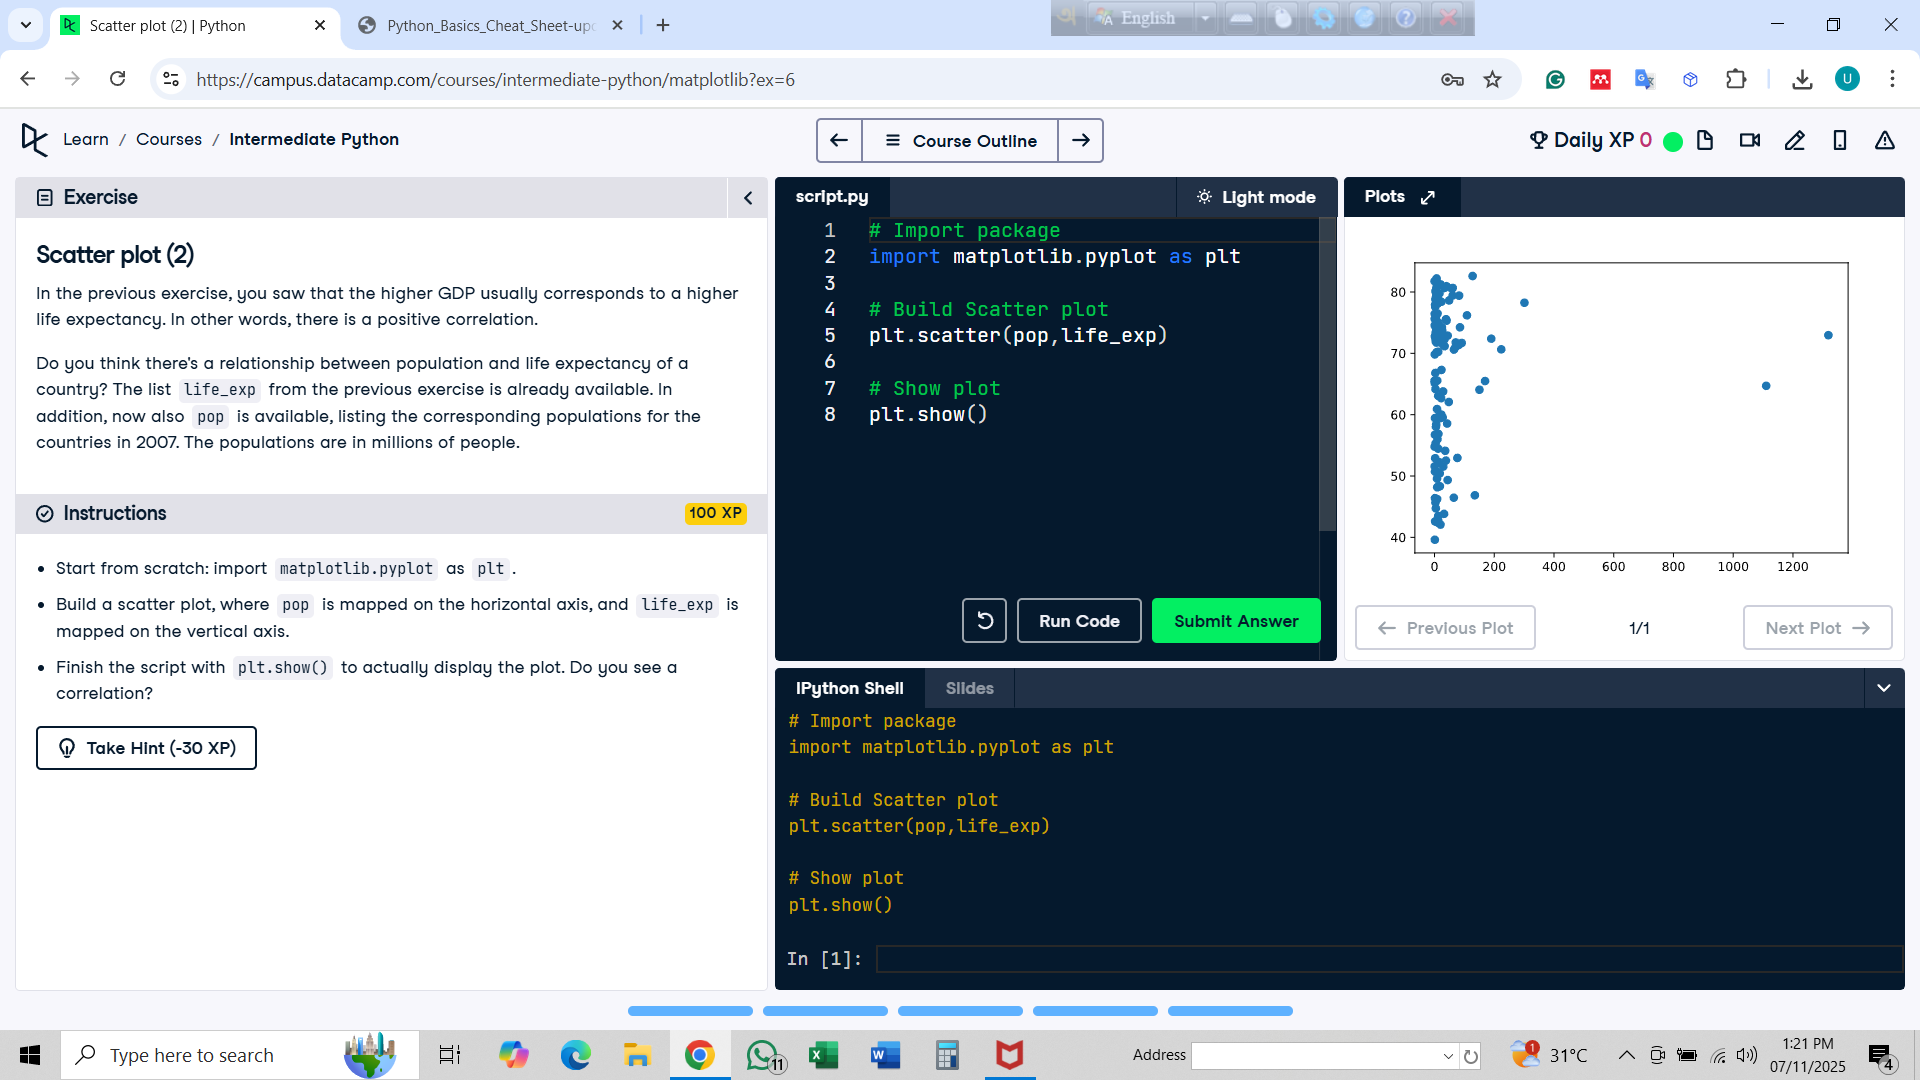 Scatter plot (2) | Python
Python_Basics_Cheat_Sheet-upd
English
https://campus.datacamp.com/courses/intermediate-python/matplotlib?ex=6
U
Learn / Courses / Intermediate Python
Course Outline
Daily XP 0
Exercise
Scatter plot (2)
In the previous exercise, you saw that the higher GDP usually corresponds to a higher
life expectancy. In other words, there is a positive correlation.
Do you think there's a relationship between population and life expectancy of a
country? The list life_exp from the previous exercise is already available. In
addition, now also pop is available, listing the corresponding populations for the
countries in 2007. The populations are in millions of people.
Instructions
100 XP
• Start from scratch: import matplotlib.pyplot as plt.
• Build a scatter plot, where pop is mapped on the horizontal axis, and life_exp is
mapped on the vertical axis.
• Finish the script with plt.show() to actually display the plot. Do you see a
correlation?
Take Hint (-30 XP)
script.py
Light mode
1 # Import package
2 import matplotlib.pyplot as plt
3
4 # Build Scatter plot
5 plt.scatter(pop,life_exp)
6
7 # Show plot
8 plt.show()
Run Code
Submit Answer
Plots
80
70
60
50
40
0 200 400 600 800 1000 1200
Previous Plot
1/1
Next Plot
IPython Shell
Slides
# Import package
import matplotlib.pyplot as plt
# Build Scatter plot
plt.scatter(pop,life_exp)
# Show plot
plt.show()
In [1]:
Type here to search
11
Address
1
31°C
1:21 PM
07/11/2025
4